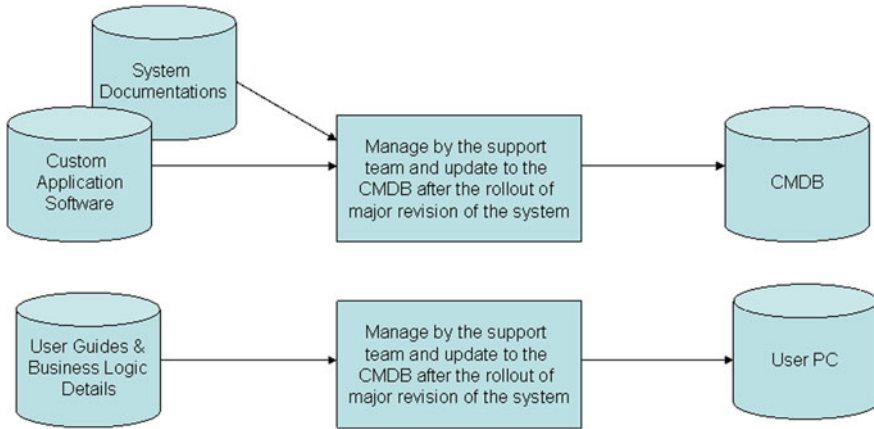 System
Documentations
Custom
Application
Software
Manage by the support
team and update to the
CMDB after the rollout of
major revision of the system
CMDB
User Guides &
Business Logic
Details
Manage by the support
team and update to the
CMDB after the rollout of
major revision of the system
User PC